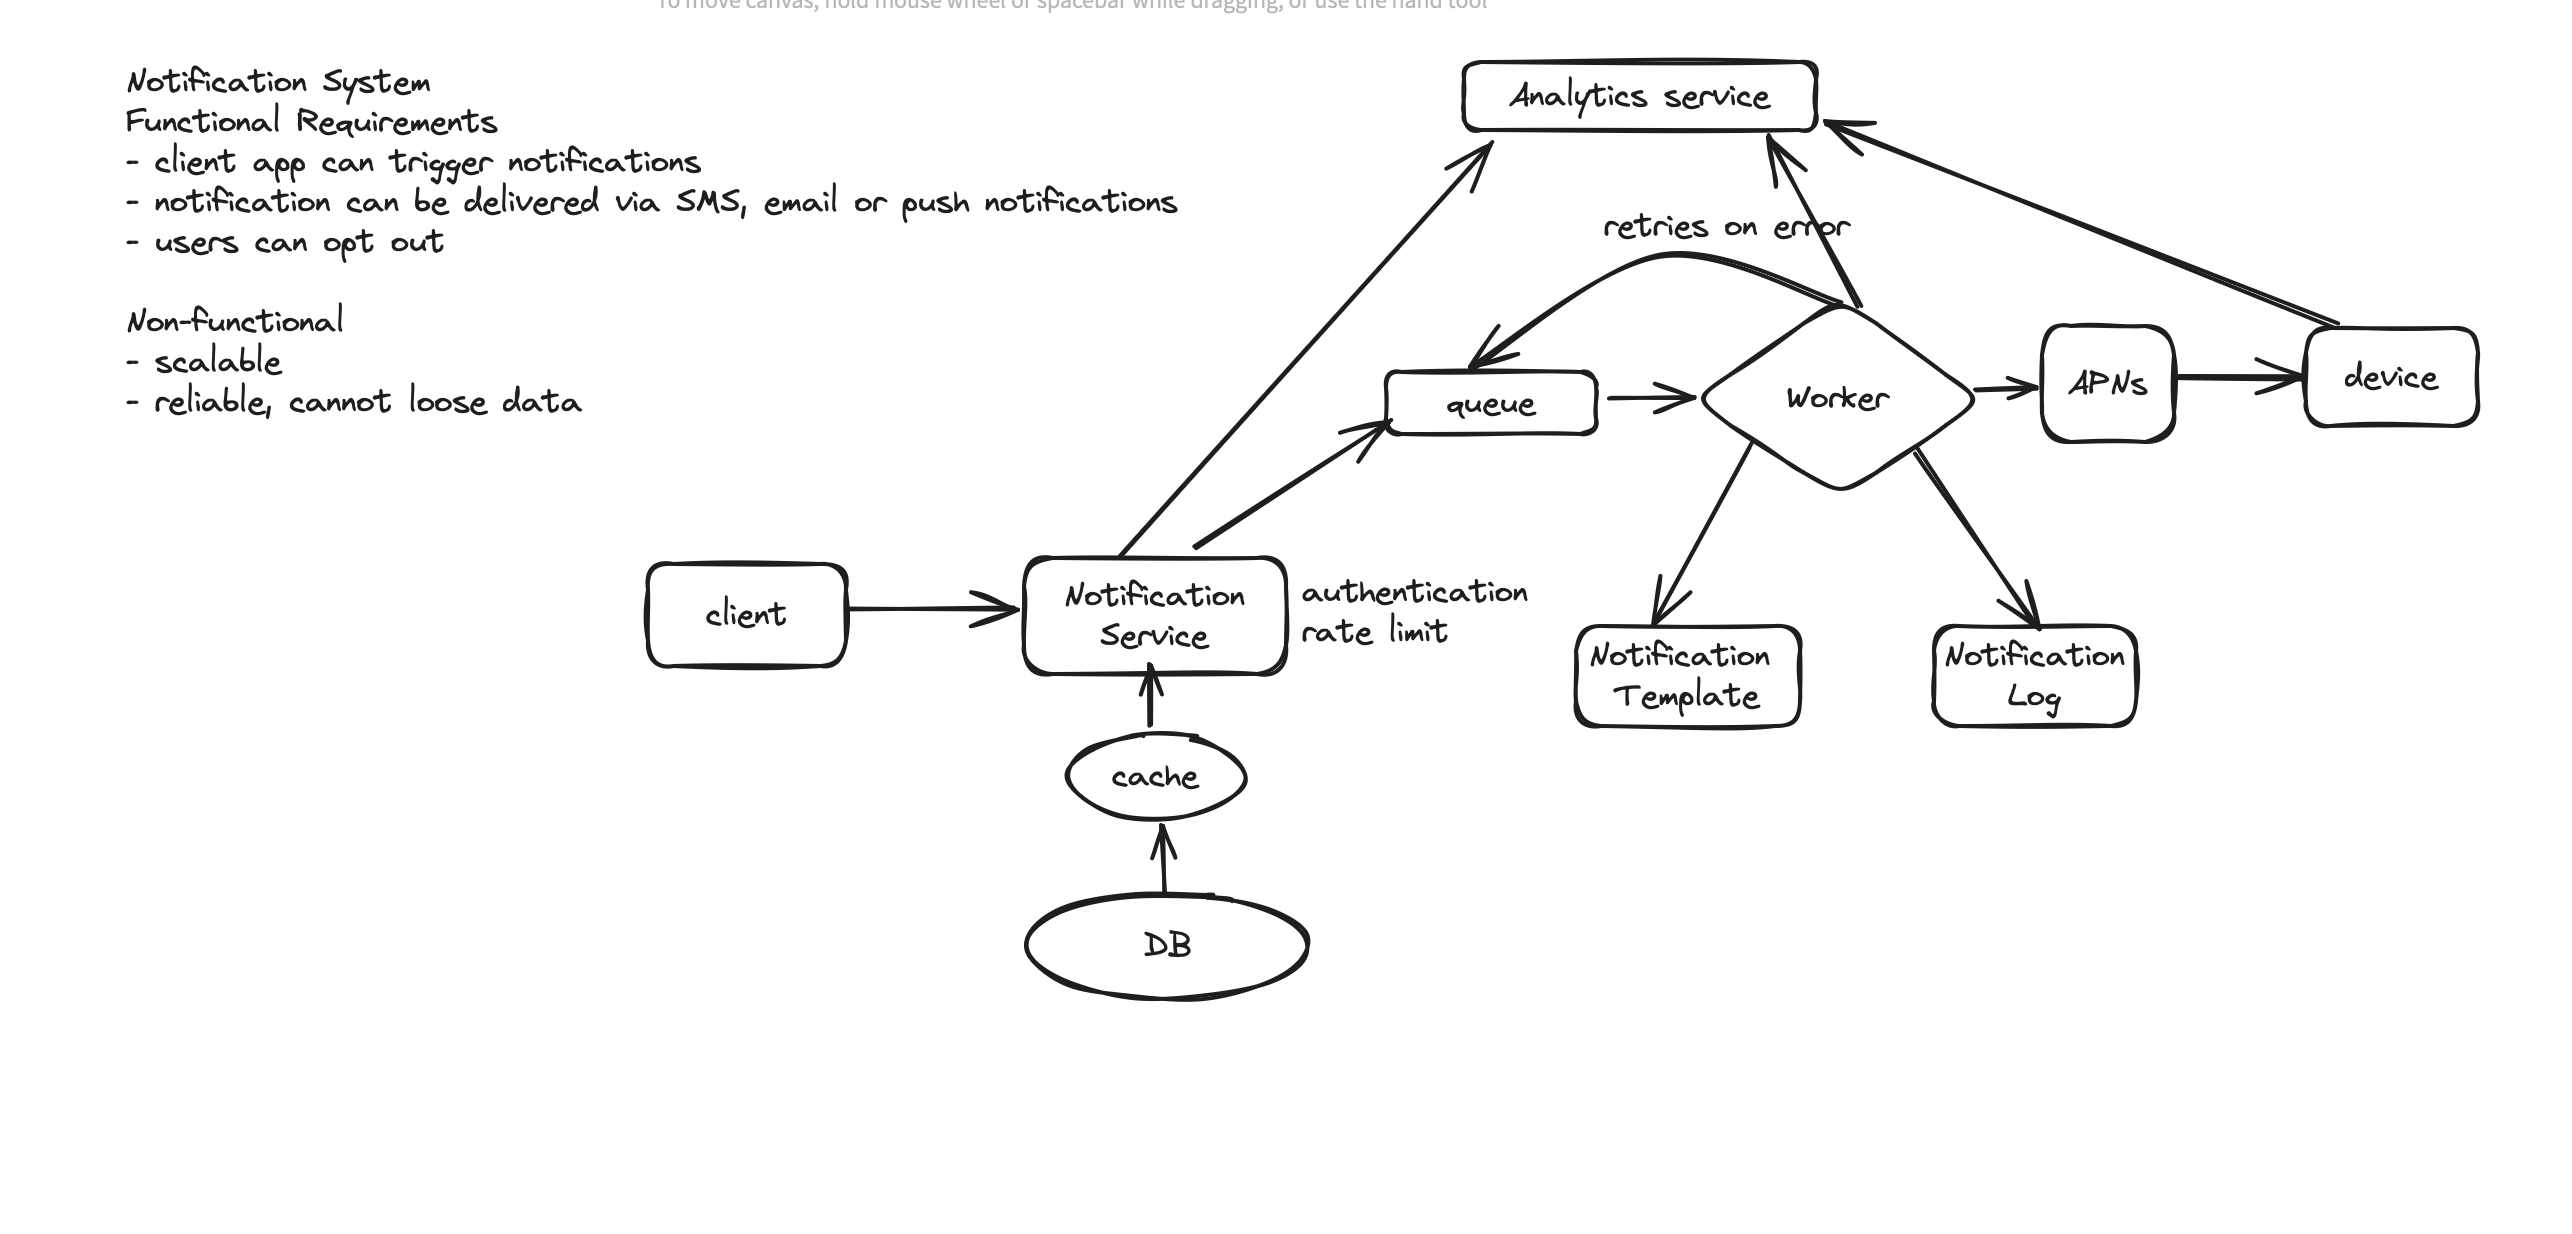 To move canvas, hold mouse wheel or spacebar while dragging, or use the hand tool
Notification System
Functional Requirements
- client app can trigger notifications
- notification can be delivered via SMS, email or push notifications
- users can opt out
Non-functional
- scalable
- reliable, cannot loose data
Analytics service
retries on error
queue
Worker
APNs
device
client
Notification
Service
authentication
rate limit
Notification
Template
Notification
Log
cache
DB